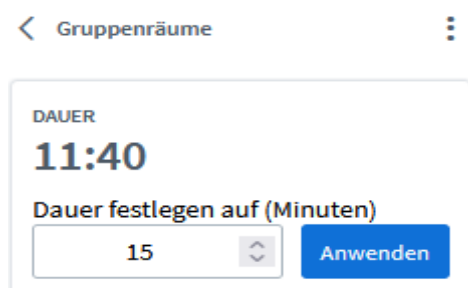 Gruppenräume
DAUER
11:40
Dauer festlegen auf (Minuten)
15
Anwenden